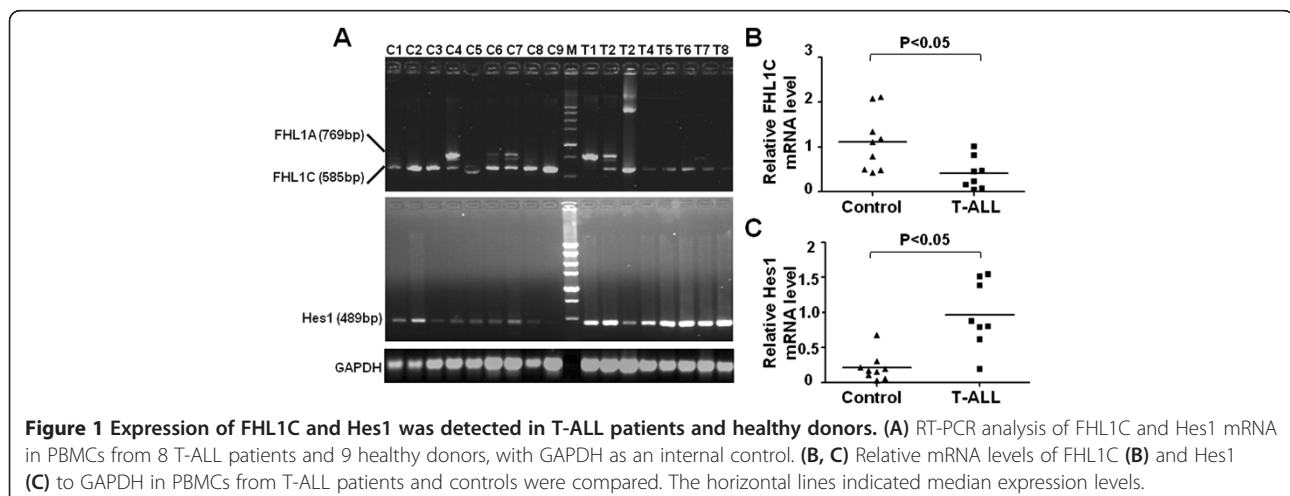 A
C1 C2 C3 C4 C5 C6 C7 C8 C9 M T1 T2 T2 T4 T5 T6 T7 T8
FHL1A (769bp)
FHL1C (585bp)
Hes1 (489bp)
GAPDH
B
P<0.05
Relative FHL1C
mRNA level
3
2
1
0
Control T-ALL
C
P<0.05
Relative Hes1
mRNA level
2
1.5
1.0
0.5
0
Control T-ALL
Figure 1 Expression of FHL1C and Hes1 was detected in T-ALL patients and healthy donors. (A) RT-PCR analysis of FHL1C and Hes1 mRNA
in PBMCs from 8 T-ALL patients and 9 healthy donors, with GAPDH as an internal control. (B, C) Relative mRNA levels of FHL1C (B) and Hes1
(C) to GAPDH in PBMCs from T-ALL patients and controls were compared. The horizontal lines indicated median expression levels.